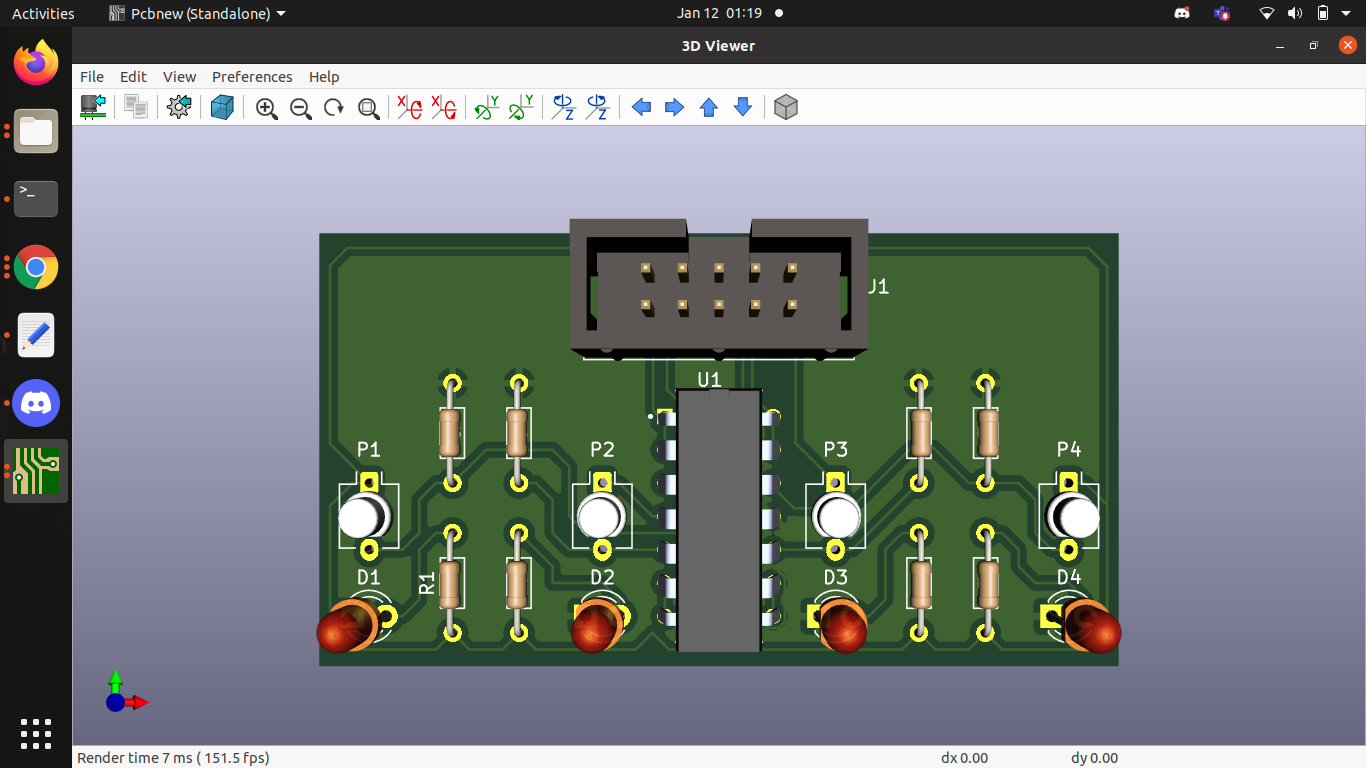 Activities Pcbnew (Standalone) Jan 12 01:19
3D Viewer
File Edit View Preferences Help
X X Y Y Z Z
J1
U1
P1 P2 P3 P4
D1 R1 D2 D3 D4
Render time 7 ms ( 151.5 fps) dx 0.00 dy 0.00